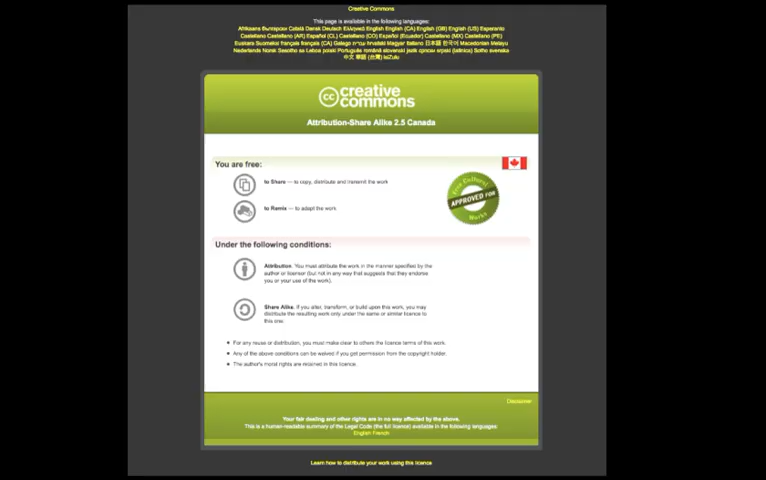 Creative Commons
This page is available in the following languages:
Afrikaans български Català Dansk Deutsch Ελληνικά English English (CA) English (GB) English (US) Esperanto
Castellano Castellano (AR) Español (CL) Castellano (CO) Español (Ecuador) Castellano (MX) Castellano (PE)
Euskara Suomeksi français français (CA) Galego עברית hrvatski Magyar Italiano 日本語 한국어 Macedonian Melayu
Nederlands Norsk Sesotho sa Leboa polski Português română slovenski jezik српски srpski (latinica) Sotho svenska
中文 華語 (台灣) isiZulu
cc creative commons
Attribution-Share Alike 2.5 Canada
You are free:
to Share — to copy, distribute and transmit the work
to Remix — to adapt the work
Free Cultural
APPROVED FOR
Works
Under the following conditions:
Attribution. You must attribute the work in the manner specified by the
author or licensor (but not in any way that suggests that they endorse
you or your use of the work).
Share Alike. If you alter, transform, or build upon this work, you may
distribute the resulting work only under the same or similar licence to
this one.
• For any reuse or distribution, you must make clear to others the licence terms of this work.
• Any of the above conditions can be waived if you get permission from the copyright holder.
• The author's moral rights are retained in this licence.
Disclaimer
Your fair dealing and other rights are in no way affected by the above.
This is a human-readable summary of the Legal Code (the full licence) available in the following languages:
English French
Learn how to distribute your work using this licence